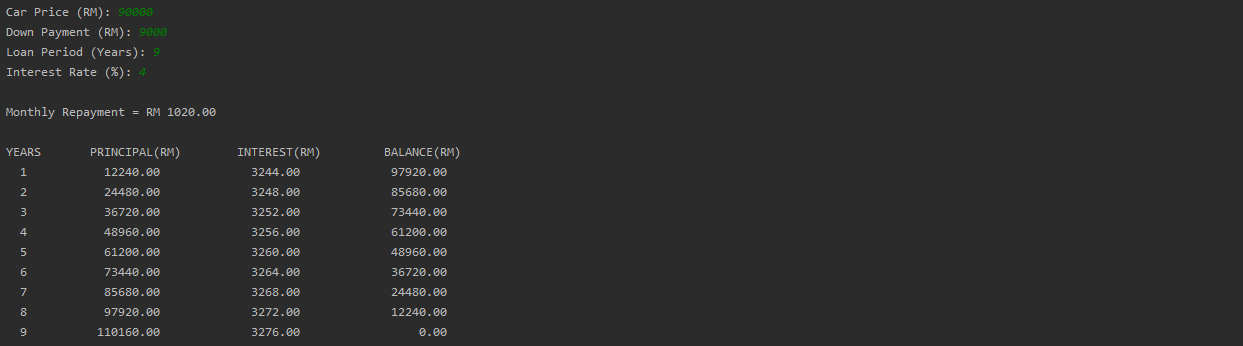 Car Price (RM): 90000
Down Payment (RM): 9000
Loan Period (Years): 9
Interest Rate (%): 4
Monthly Repayment = RM 1020.00
YEARS PRINCIPAL(RM) INTEREST(RM) BALANCE(RM)
1 12240.00 3244.00 97920.00
2 24480.00 3248.00 85680.00
3 36720.00 3252.00 73440.00
4 48960.00 3256.00 61200.00
5 61200.00 3260.00 48960.00
6 73440.00 3264.00 36720.00
7 85680.00 3268.00 24480.00
8 97920.00 3272.00 12240.00
9 110160.00 3276.00 0.00